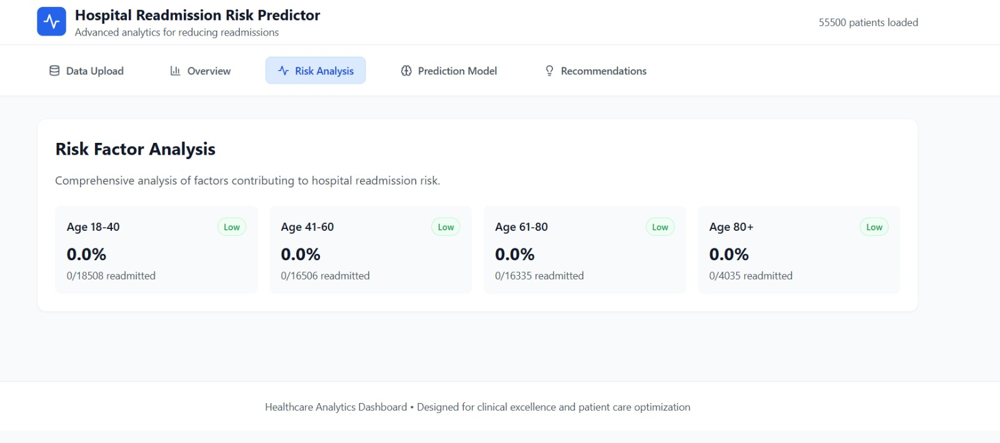 Hospital Readmission Risk Predictor
Advanced analytics for reducing readmissions
55500 patients loaded
Data Upload
Overview
Risk Analysis
Prediction Model
Recommendations
Risk Factor Analysis
Comprehensive analysis of factors contributing to hospital readmission risk.
Age 18-40
Low
0.0%
0/18508 readmitted
Age 41-60
Low
0.0%
0/16506 readmitted
Age 61-80
Low
0.0%
0/16335 readmitted
Age 80+
Low
0.0%
0/4035 readmitted
Healthcare Analytics Dashboard • Designed for clinical excellence and patient care optimization